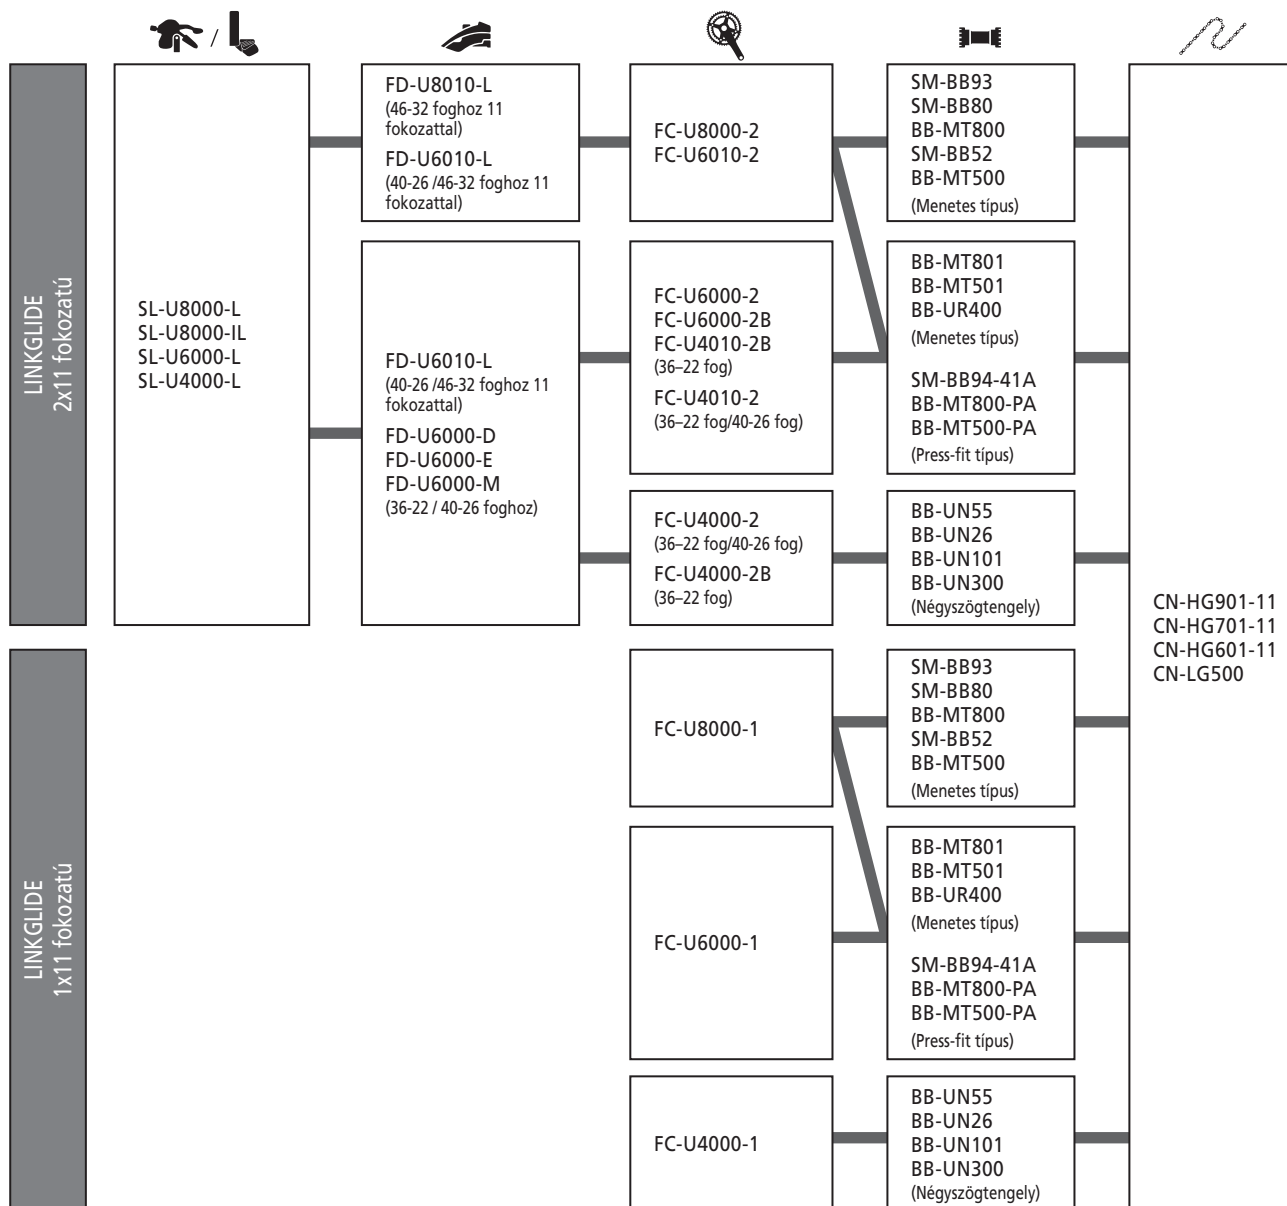 /
LINKGLIDE
2x11 fokozatú
SL-U8000-L
SL-U8000-IL
SL-U6000-L
SL-U4000-L
FD-U8010-L
(46-32 foghoz 11
fokozattal)
FD-U6010-L
(40-26 /46-32 foghoz 11
fokozattal)
FD-U6010-L
(40-26 /46-32 foghoz 11
fokozattal)
FD-U6000-D
FD-U6000-E
FD-U6000-M
(36-22 / 40-26 foghoz)
FC-U8000-2
FC-U6010-2
FC-U6000-2
FC-U6000-2B
FC-U4010-2B
(36–22 fog)
FC-U4010-2
(36–22 fog/40-26 fog)
FC-U4000-2
(36–22 fog/40-26 fog)
FC-U4000-2B
(36–22 fog)
SM-BB93
SM-BB80
BB-MT800
SM-BB52
BB-MT500
(Menetes típus)
BB-MT801
BB-MT501
BB-UR400
(Menetes típus)
SM-BB94-41A
BB-MT800-PA
BB-MT500-PA
(Press-fit típus)
BB-UN55
BB-UN26
BB-UN101
BB-UN300
(Négyszögtengely)
CN-HG901-11
CN-HG701-11
CN-HG601-11
CN-LG500
LINKGLIDE
1x11 fokozatú
FC-U8000-1
FC-U6000-1
FC-U4000-1
SM-BB93
SM-BB80
BB-MT800
SM-BB52
BB-MT500
(Menetes típus)
BB-MT801
BB-MT501
BB-UR400
(Menetes típus)
SM-BB94-41A
BB-MT800-PA
BB-MT500-PA
(Press-fit típus)
BB-UN55
BB-UN26
BB-UN101
BB-UN300
(Négyszögtengely)